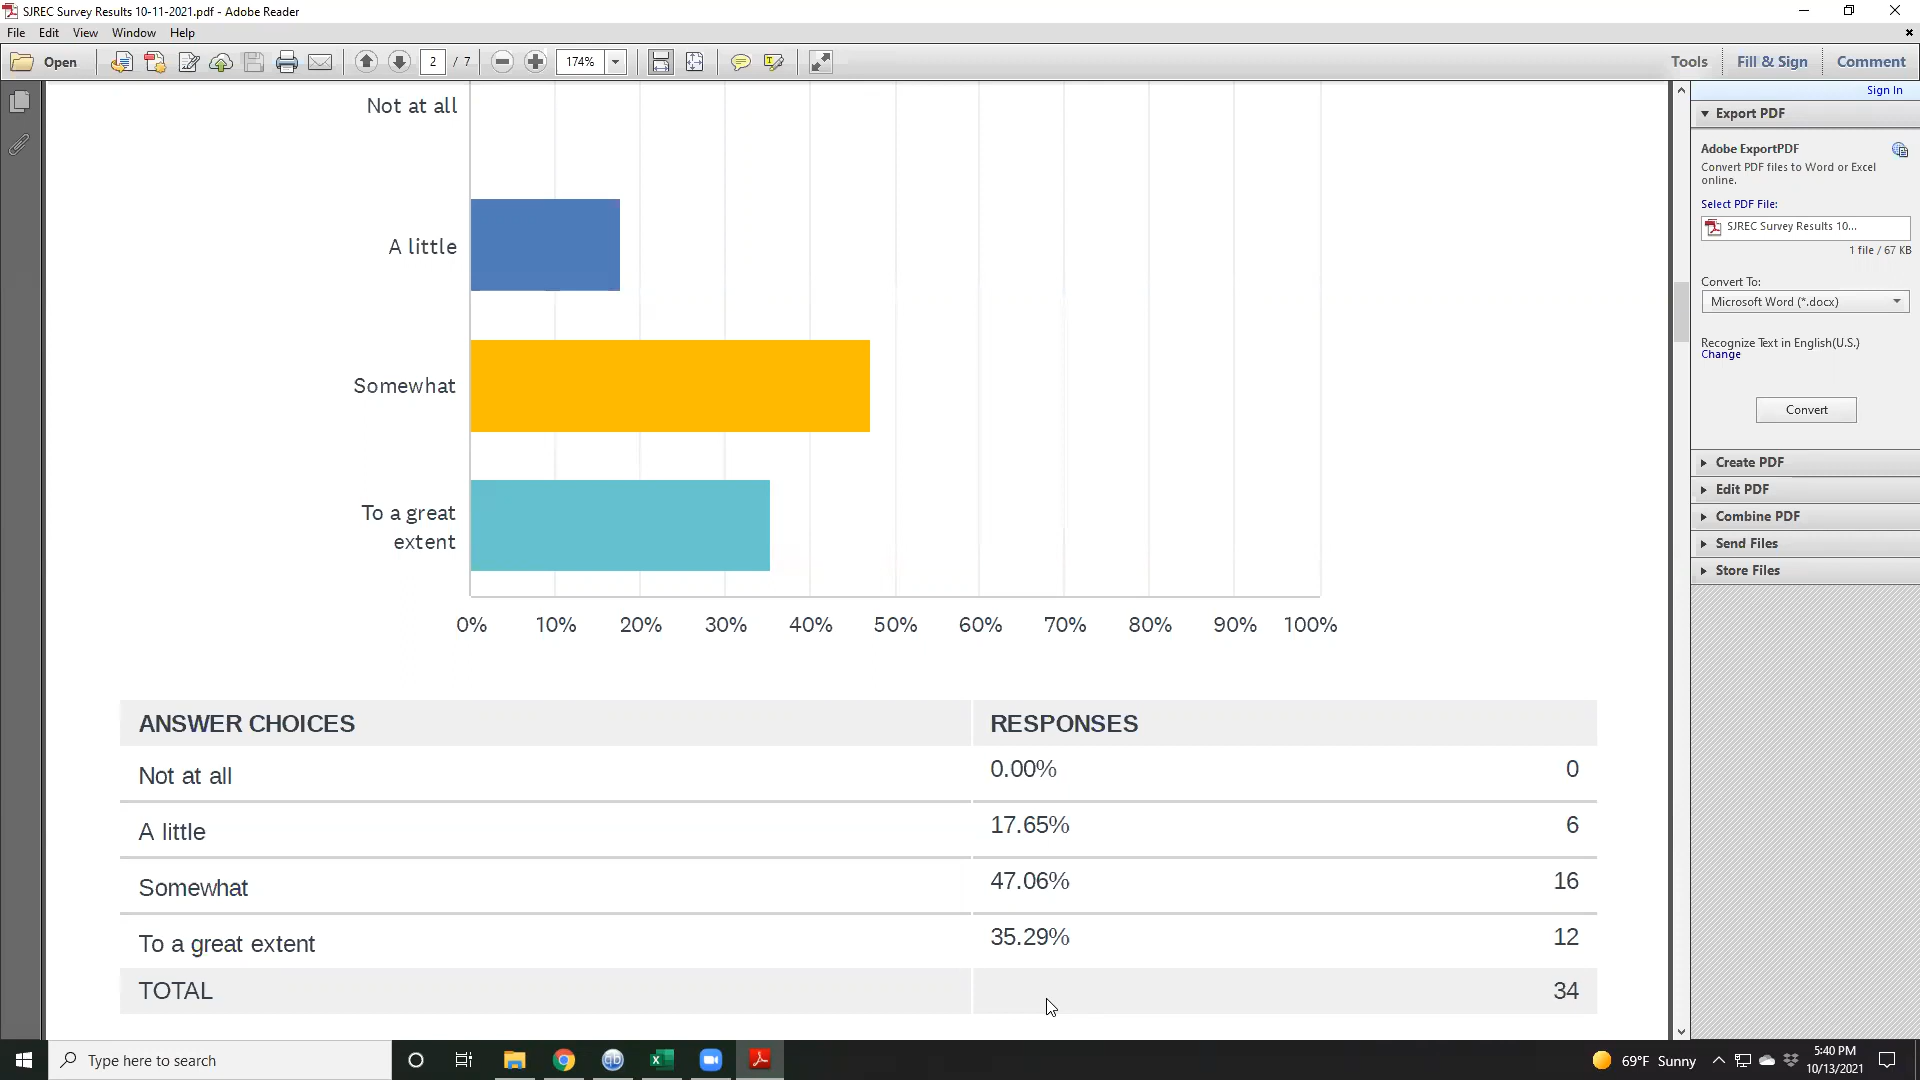 SJREC Survey Results 10-11-2021.pdf - Adobe Reader
File Edit View Window Help
Open 2 / 7 174% Tools Fill & Sign Comment
Sign In
Export PDF
Adobe ExportPDF
Convert PDF files to Word or Excel
online.
Select PDF File:
SJREC Survey Results 10...
1 file / 67 KB
Convert To:
Microsoft Word (*.docx)
Recognize Text in English(U.S.)
Change
Convert
Create PDF
Edit PDF
Combine PDF
Send Files
Store Files
Not at all
A little
Somewhat
To a great
extent
0% 10% 20% 30% 40% 50% 60% 70% 80% 90% 100%
ANSWER CHOICES RESPONSES
Not at all 0.00% 0
A little 17.65% 6
Somewhat 47.06% 16
To a great extent 35.29% 12
TOTAL 34
Type here to search
69°F Sunny
5:40 PM
10/13/2021